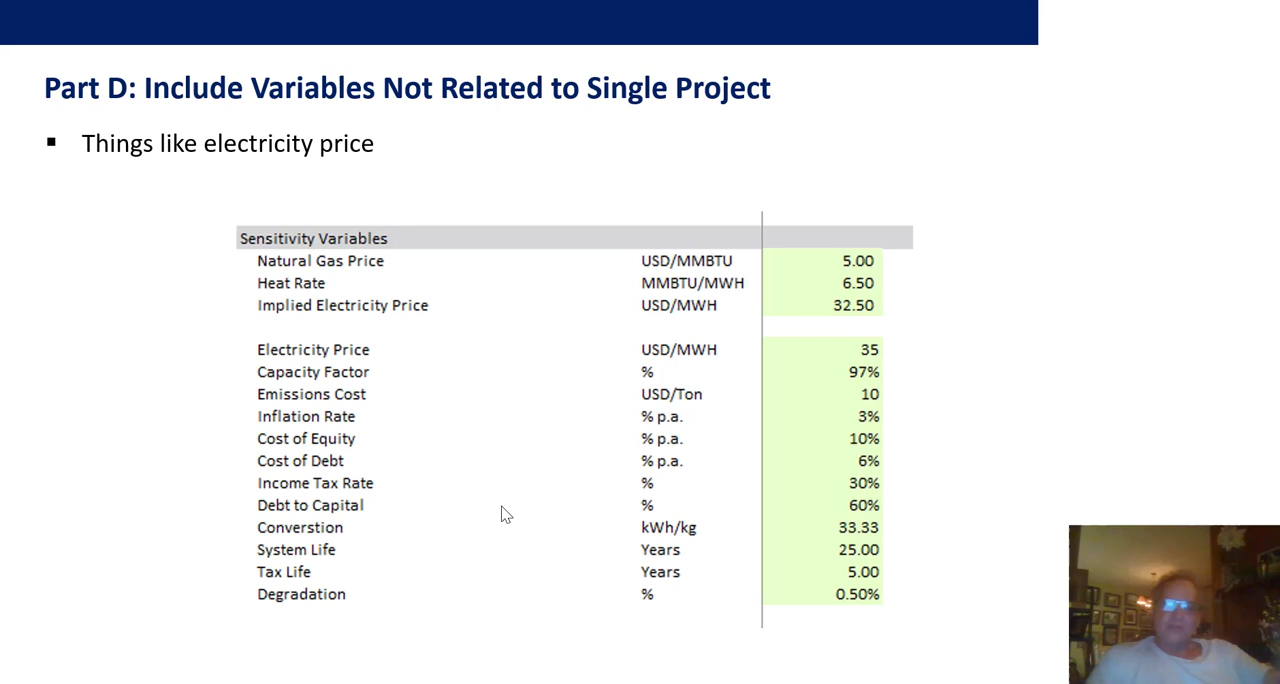 Part D: Include Variables Not Related to Single Project
▪ Things like electricity price
Sensitivity Variables
Natural Gas Price USD/MMBTU 5.00
Heat Rate MMBTU/MWH 6.50
Implied Electricity Price USD/MWH 32.50
Electricity Price USD/MWH 35
Capacity Factor % 97%
Emissions Cost USD/Ton 10
Inflation Rate % p.a. 3%
Cost of Equity % p.a. 10%
Cost of Debt % p.a. 6%
Income Tax Rate % 30%
Debt to Capital % 60%
Converstion kWh/kg 33.33
System Life Years 25.00
Tax Life Years 5.00
Degradation % 0.50%